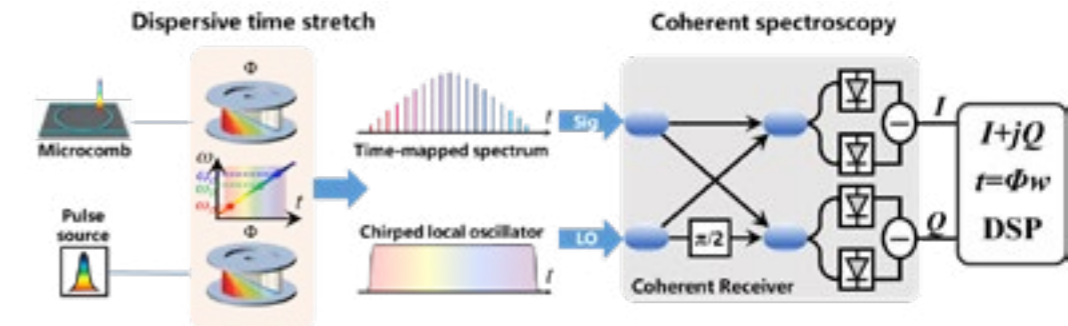 Dispersive time stretch
Coherent spectroscopy
Φ
Microcomb
ω
t
Pulse
source
Φ
t
Time-mapped spectrum
Chirped local oscillator
t
Sig
LO
π/2
Coherent Receiver
I
Q
I+jQ
t=Φw
DSP